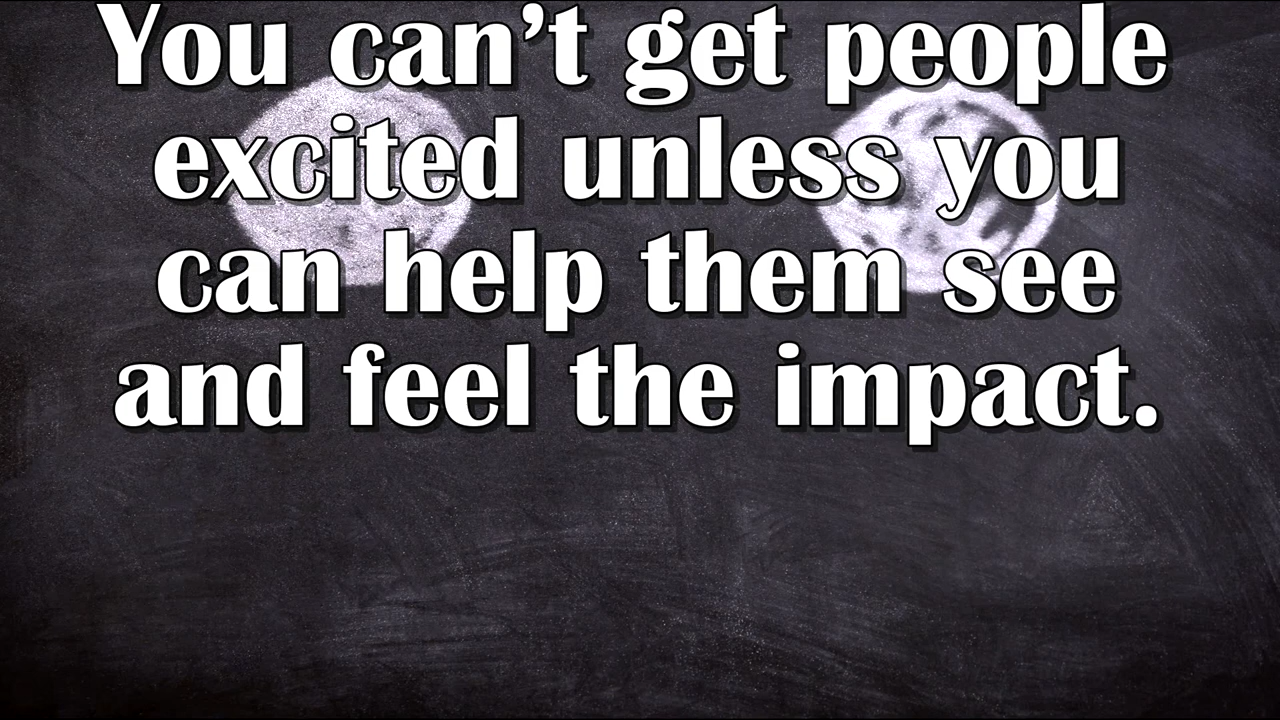 You can’t get people
excited unless you
can help them see
and feel the impact.